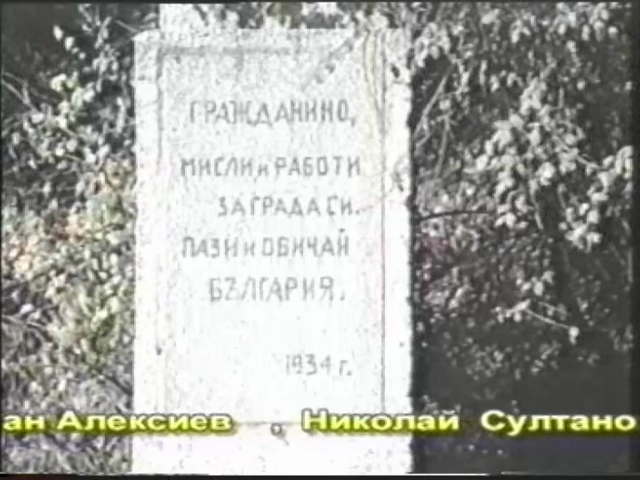 ГРАЖДАНИНО,
МИСЛИ и РАБОТИ
ЗА ГРАДА СИ.
ПАЗИ и ОБИЧАЙ
БЪЛГАРИЯ.
1934 г.
ан Алексиев Николай Султано